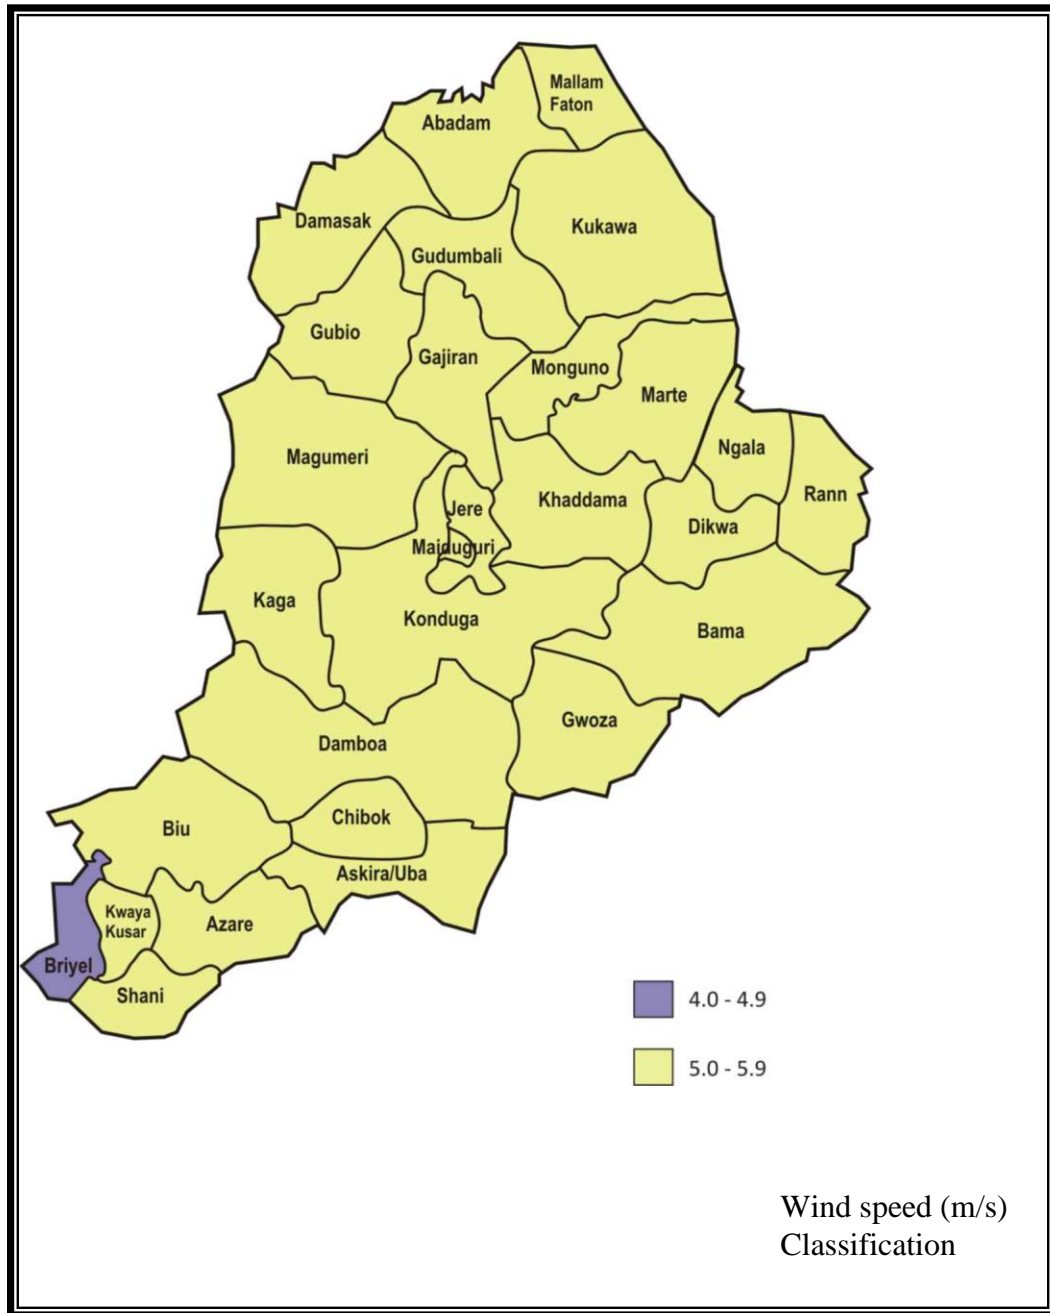 Mallam
Faton
Abadam
Damasak
Kukawa
Gudumbali
Gubio
Gajiran
Monguno
Marte
Magumeri
Ngala
Rann
Jere
Khaddama
Dikwa
Maiduguri
Kaga
Konduga
Bama
Gwoza
Damboa
Chibok
Biu
Askira/Uba
Kwaya
Kusar
Azare
Briyel
Shani
4.0 - 4.9
5.0 - 5.9
Wind speed (m/s)
Classification